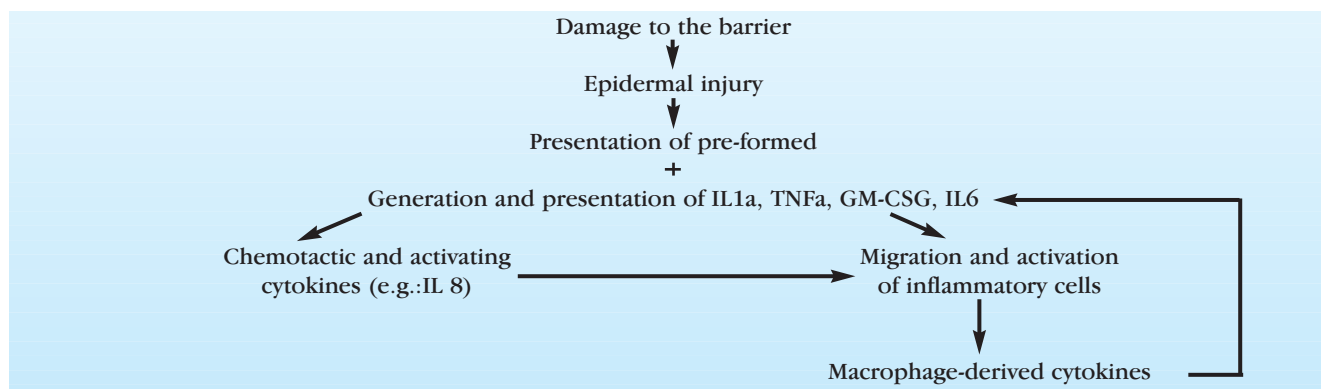 Damage to the barrier
Epidermal injury
Presentation of pre-formed
+
Generation and presentation of IL1a, TNFa, GM-CSG, IL6
Chemotactic and activating
cytokines (e.g.:IL 8)
Migration and activation
of inflammatory cells
Macrophage-derived cytokines